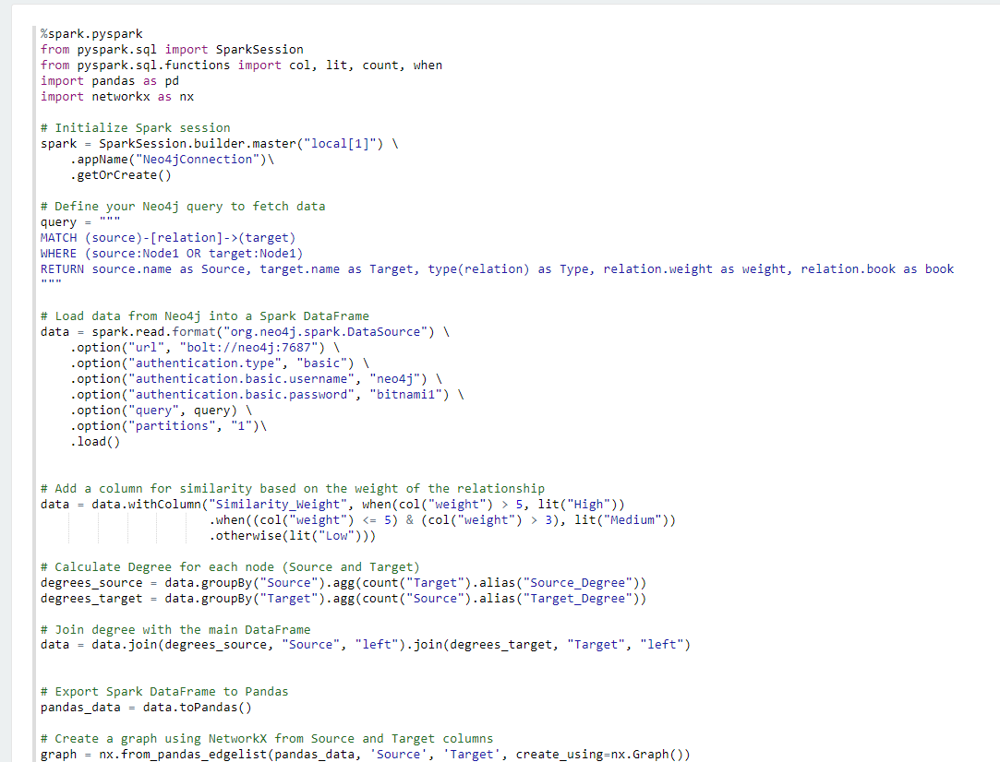 %spark.pyspark
from pyspark.sql import SparkSession
from pyspark.sql.functions import col, lit, count, when
import pandas as pd
import networkx as nx
# Initialize Spark session
spark = SparkSession.builder.master("local[1]") \
.appName("Neo4jConnection")\
.getOrCreate()
# Define your Neo4j query to fetch data
query = """
MATCH (source)-[relation]->(target)
WHERE (source:Node1 OR target:Node1)
RETURN source.name as Source, target.name as Target, type(relation) as Type, relation.weight as weight, relation.book as book
"""
# Load data from Neo4j into a Spark DataFrame
data = spark.read.format("org.neo4j.spark.DataSource") \
.option("url", "bolt://neo4j:7687") \
.option("authentication.type", "basic") \
.option("authentication.basic.username", "neo4j") \
.option("authentication.basic.password", "bitnami1") \
.option("query", query) \
.option("partitions", "1")\
.load()
# Add a column for similarity based on the weight of the relationship
data = data.withColumn("Similarity_Weight", when(col("weight") > 5, lit("High"))
.when((col("weight") <= 5) & (col("weight") > 3), lit("Medium"))
.otherwise(lit("Low")))
# Calculate Degree for each node (Source and Target)
degrees_source = data.groupBy("Source").agg(count("Target").alias("Source_Degree"))
degrees_target = data.groupBy("Target").agg(count("Source").alias("Target_Degree"))
# Join degree with the main DataFrame
data = data.join(degrees_source, "Source", "left").join(degrees_target, "Target", "left")
# Export Spark DataFrame to Pandas
pandas_data = data.toPandas()
# Create a graph using NetworkX from Source and Target columns
graph = nx.from_pandas_edgelist(pandas_data, 'Source', 'Target', create_using=nx.Graph())